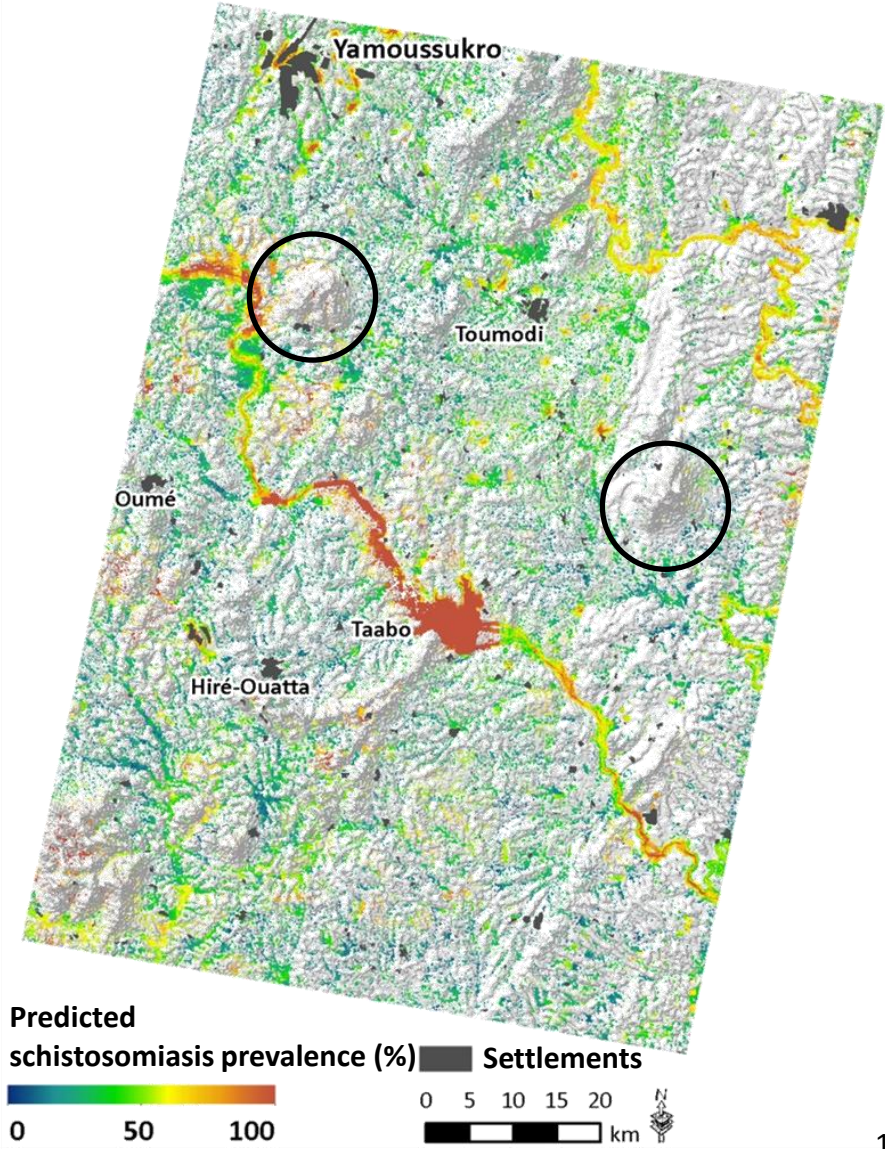 Yamoussukro
Toumodi
Oumé
Taabo
Hiré-Ouatta
Predicted
schistosomiasis prevalence (%)
Settlements
0 50 100
0 5 10 15 20
km
N
1